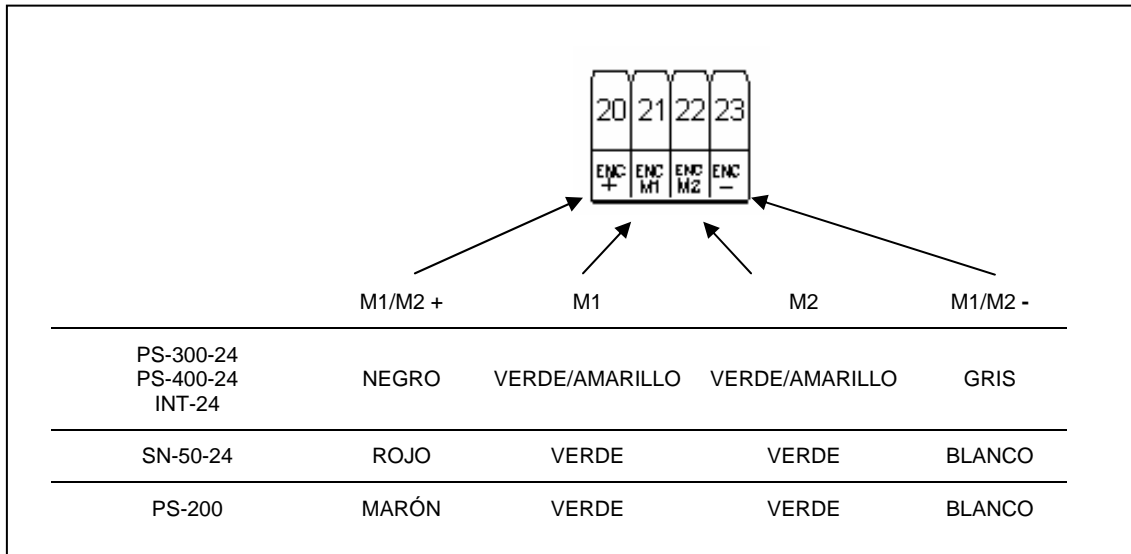 20 21 22 23
ENC + ENC M1 ENC M2 ENC -
M1/M2 + M1 M2 M1/M2 -
PS-300-24
PS-400-24 NEGRO VERDE/AMARILLO VERDE/AMARILLO GRIS
INT-24
SN-50-24 ROJO VERDE VERDE BLANCO
PS-200 MARÓN VERDE VERDE BLANCO